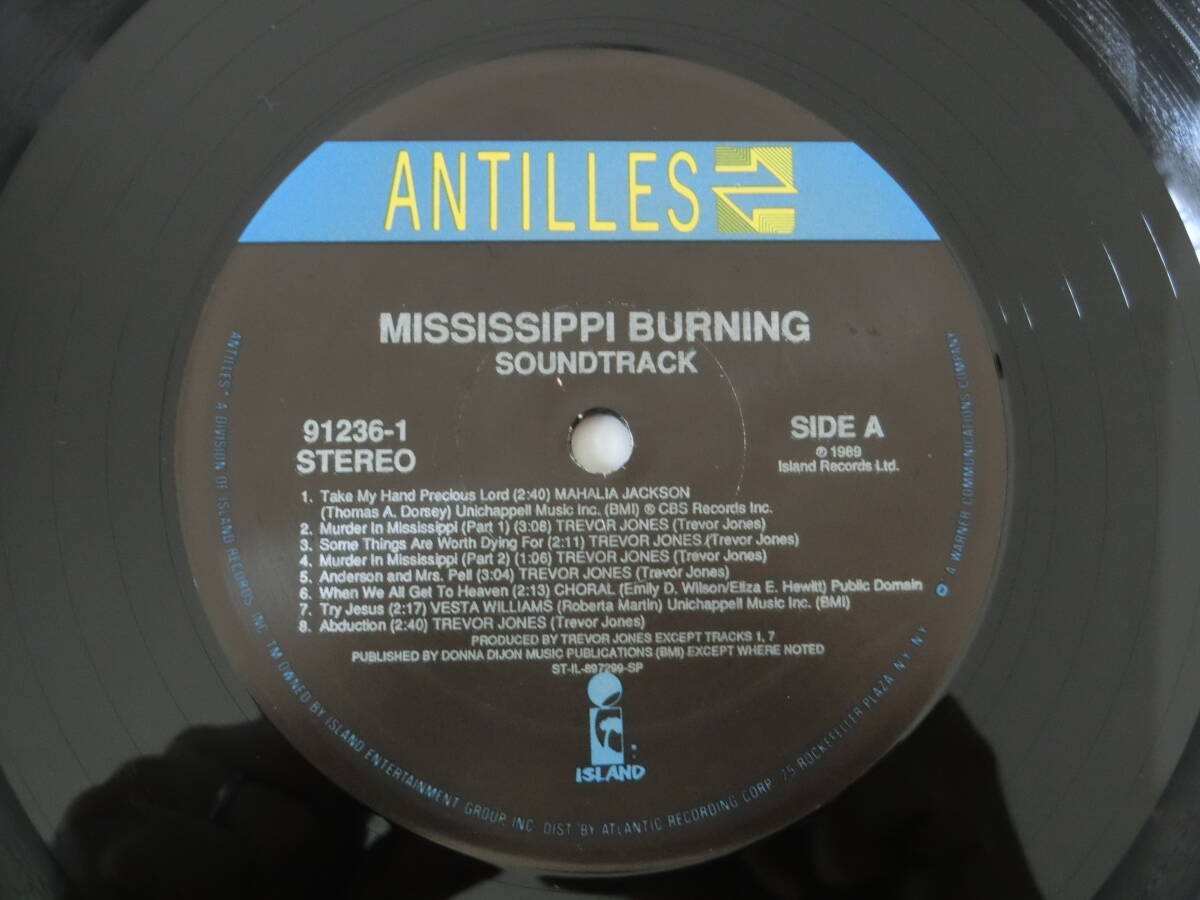 ANTILLES
MISSISSIPPI BURNING
SOUNDTRACK
91236-1
STEREO
SIDE A
℗ 1989
Island Records Ltd.
1. Take My Hand Precious Lord (2:40) MAHALIA JACKSON
(Thomas A. Dorsey) Unichappell Music Inc. (BMI) ℗ CBS Records Inc.
2. Murder In Mississippi (Part 1) (3:08) TREVOR JONES (Trevor Jones)
3. Some Things Are Worth Dying For (2:11) TREVOR JONES (Trevor Jones)
4. Murder In Mississippi (Part 2) (1:06) TREVOR JONES (Trevor Jones)
5. Anderson and Mrs. Pell (3:04) TREVOR JONES (Trevor Jones)
6. When We All Get To Heaven (2:13) CHORAL (Emily D. Wilson/Eliza E. Hewitt) Public Domain
7. Try Jesus (2:17) VESTA WILLIAMS (Roberta Martin) Unichappell Music Inc. (BMI)
8. Abduction (2:40) TREVOR JONES (Trevor Jones)
PRODUCED BY TREVOR JONES EXCEPT TRACKS 1, 7
PUBLISHED BY DONNA DIJON MUSIC PUBLICATIONS (BMI) EXCEPT WHERE NOTED
ST-IL-897299-SP
ISLAND
ANTILLES* A DIVISION OF ISLAND RECORDS INC. TM OWNED BY ISLAND ENTERTAINMENT GROUP, INC. DIST. BY ATLANTIC RECORDING CORP. 75 ROCKEFELLER PLAZA, N.Y. N.Y. A WARNER COMMUNICATIONS COMPANY